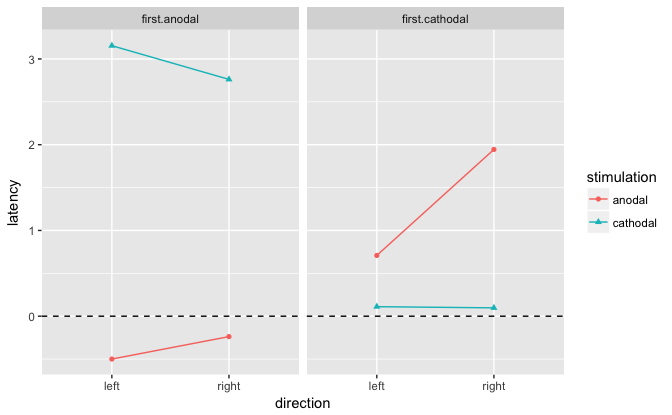 first.anodal
first.cathodal
3
2
1
0
latency
left
right
left
right
direction
stimulation
anodal
cathodal